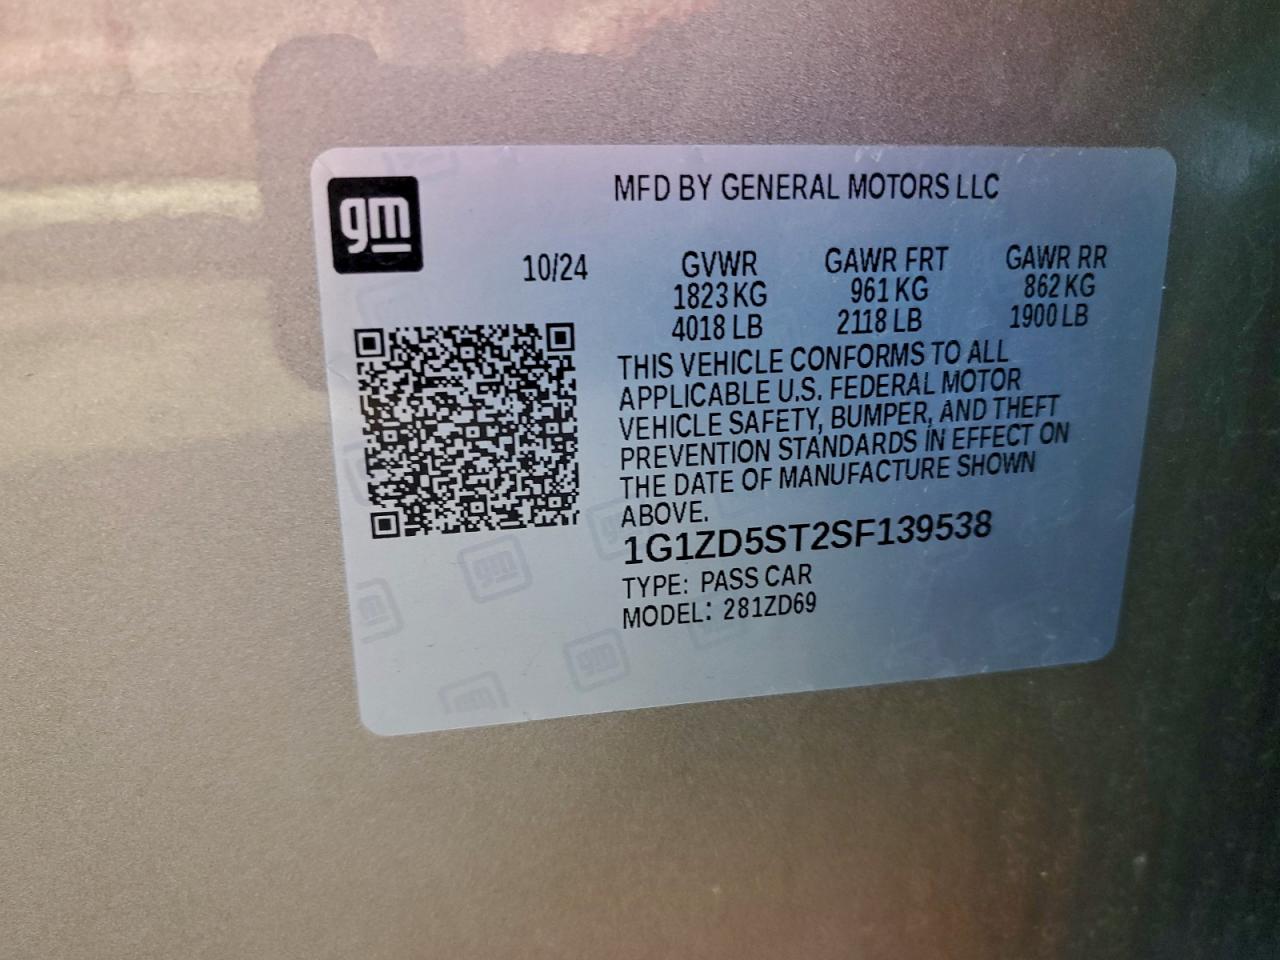 gm
MFD BY GENERAL MOTORS LLC
10/24 GVWR GAWR FRT GAWR RR
1823 KG 961 KG 862 KG
4018 LB 2118 LB 1900 LB
THIS VEHICLE CONFORMS TO ALL
APPLICABLE U.S. FEDERAL MOTOR
VEHICLE SAFETY, BUMPER, AND THEFT
PREVENTION STANDARDS IN EFFECT ON
THE DATE OF MANUFACTURE SHOWN
ABOVE.
1G1ZD5ST2SF139538
TYPE: PASS CAR
MODEL: 281ZD69
gm
gm